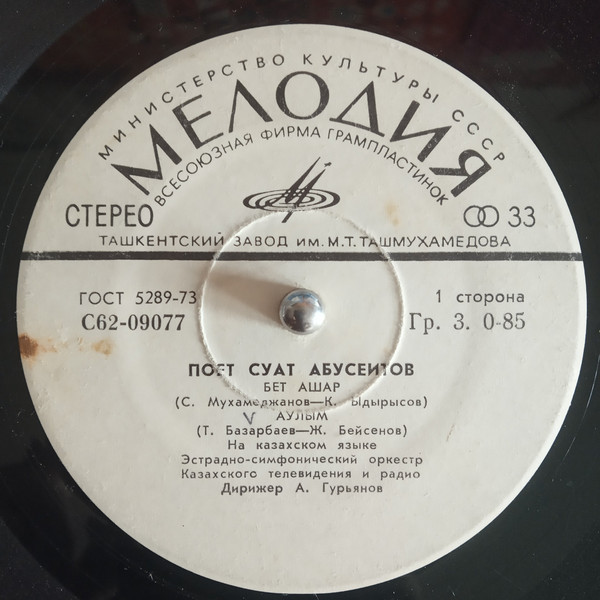 МИНИСТЕРСТВО КУЛЬТУРЫ СССР
МЕЛОДИЯ
ВСЕСОЮЗНАЯ ФИРМА ГРАМПЛАСТИНОК
СТЕРЕО 33
ТАШКЕНТСКИЙ ЗАВОД ИМ. М.Т. ТАШМУХАМЕДОВА
ГОСТ 5289-73 1 сторона
С62-09077 Гр. 3. 0-85
ПОЕТ СУАТ АБУСЕИТОВ
БЕТ АШАР
(С. Мухамеджанов—К. Ыдырысов)
АУЛЫМ
(Т. Базарбаев—Ж. Бейсенов)
На казахском языке
Эстрадно-симфонический оркестр
Казахского телевидения и радио
Дирижер А. Гурьянов